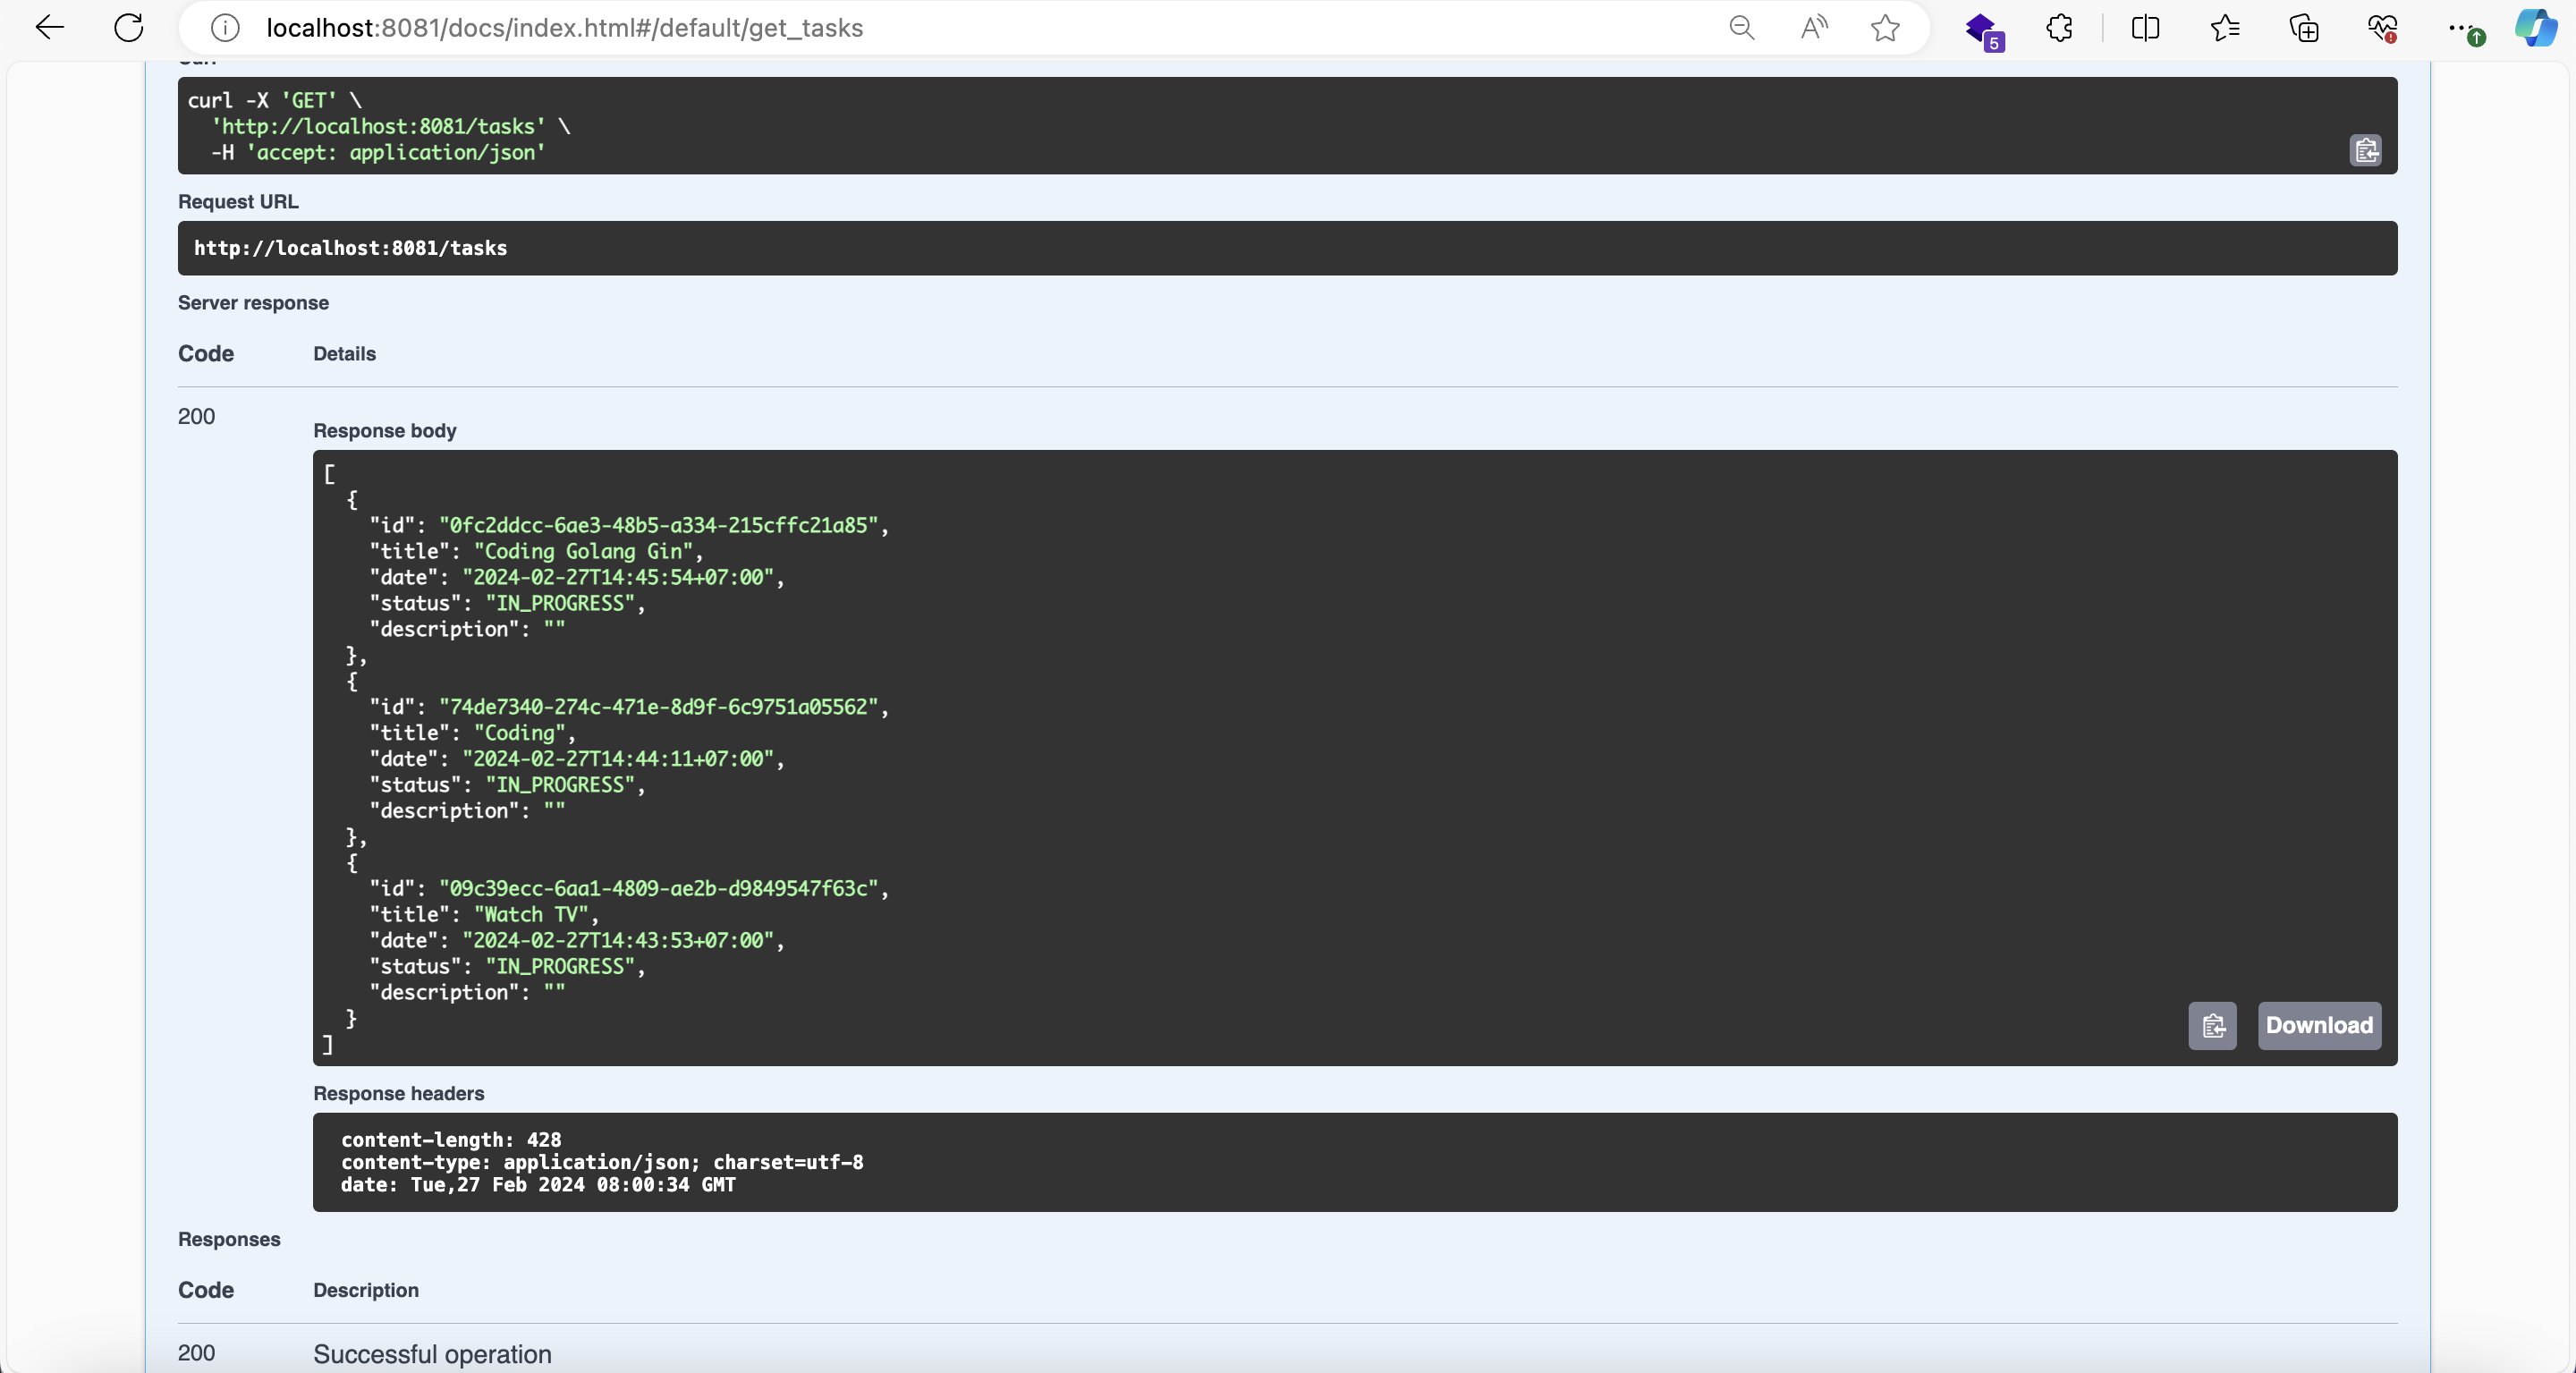 localhost:8081/docs/index.html#/default/get_tasks
5
curl -X 'GET' \
'http://localhost:8081/tasks' \
-H 'accept: application/json'
Request URL
http://localhost:8081/tasks
Server response
Code Details
200
Response body
[
{
"id": "0fc2ddcc-6ae3-48b5-a334-215cffc21a85",
"title": "Coding Golang Gin",
"date": "2024-02-27T14:45:54+07:00",
"status": "IN_PROGRESS",
"description": ""
},
{
"id": "74de7340-274c-471e-8d9f-6c9751a05562",
"title": "Coding",
"date": "2024-02-27T14:44:11+07:00",
"status": "IN_PROGRESS",
"description": ""
},
{
"id": "09c39ecc-6aa1-4809-ae2b-d9849547f63c",
"title": "Watch TV",
"date": "2024-02-27T14:43:53+07:00",
"status": "IN_PROGRESS",
"description": ""
}
]
Download
Response headers
content-length: 428
content-type: application/json; charset=utf-8
date: Tue,27 Feb 2024 08:00:34 GMT
Responses
Code Description
200 Successful operation